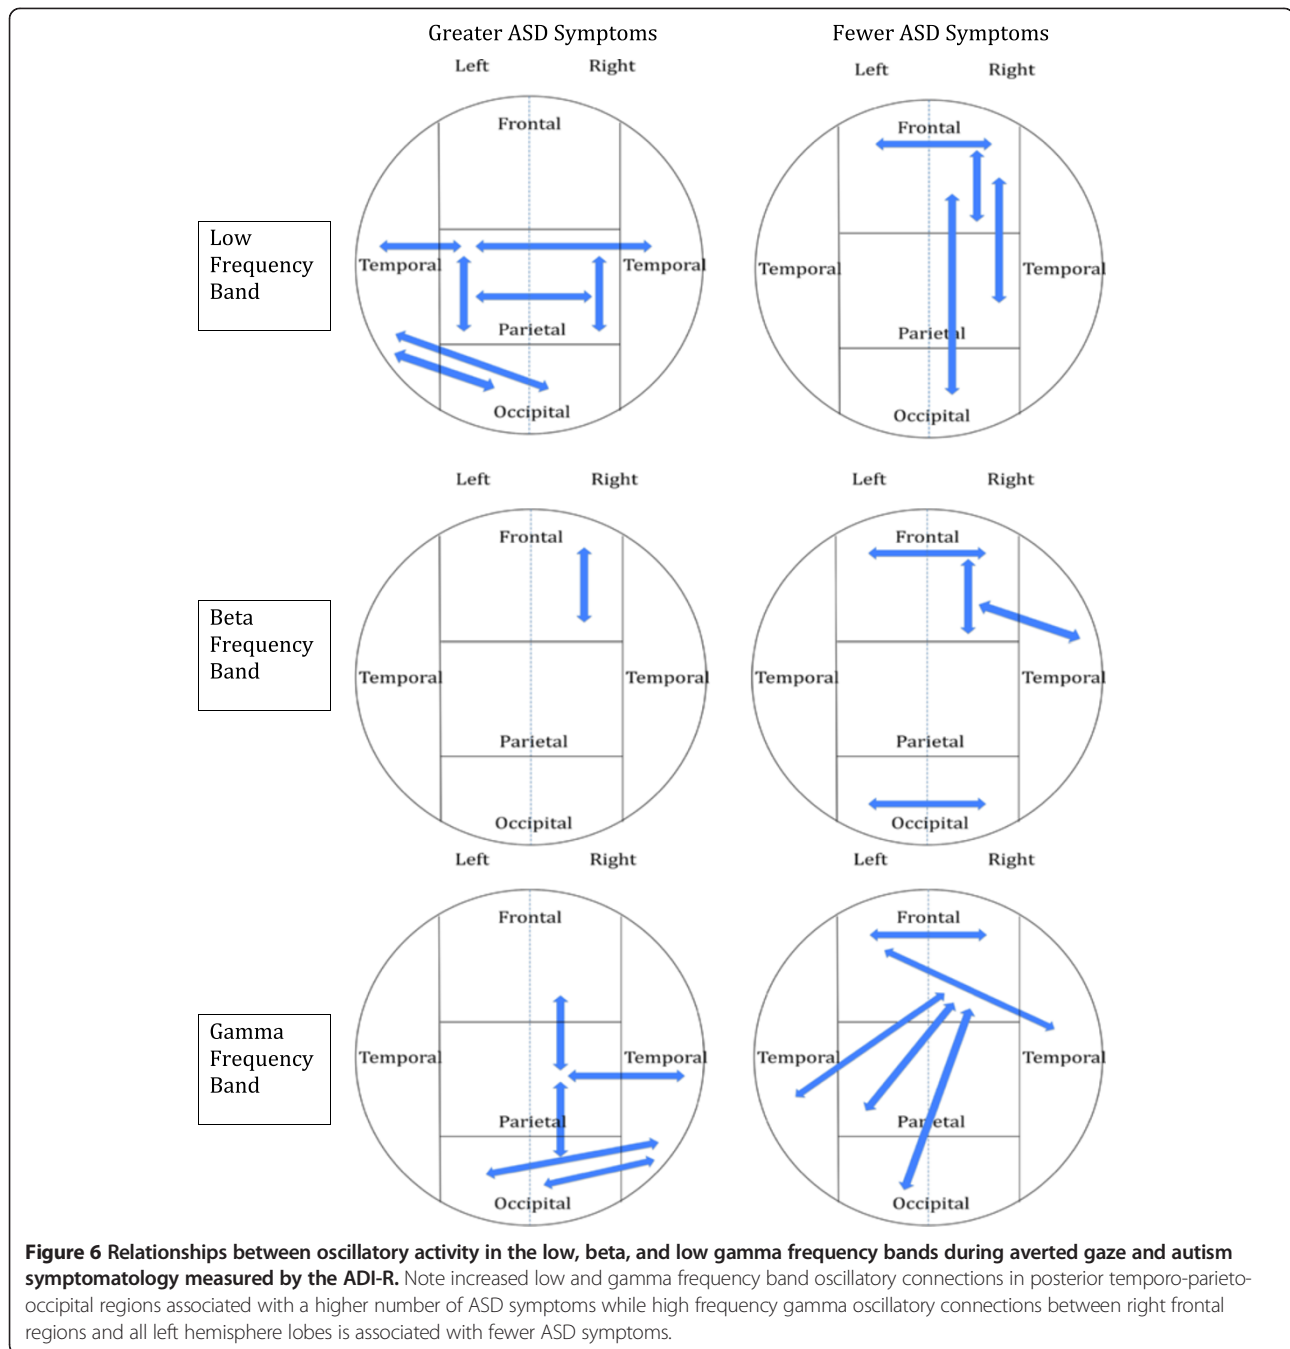 Greater ASD Symptoms
Fewer ASD Symptoms
Left
Right
Left
Right
Frontal
Frontal
Low
Frequency
Band
Temporal
Temporal
Temporal
Temporal
Parietal
Parietal
Occipital
Occipital
Left
Right
Left
Right
Frontal
Frontal
Beta
Frequency
Band
Temporal
Temporal
Temporal
Temporal
Parietal
Parietal
Occipital
Occipital
Left
Right
Left
Right
Frontal
Frontal
Gamma
Frequency
Band
Temporal
Temporal
Temporal
Temporal
Parietal
Parietal
Occipital
Occipital
Figure 6 Relationships between oscillatory activity in the low, beta, and low gamma frequency bands during averted gaze and autism
symptomatology measured by the ADI-R. Note increased low and gamma frequency band oscillatory connections in posterior temporo-parieto-
occipital regions associated with a higher number of ASD symptoms while high frequency gamma oscillatory connections between right frontal
regions and all left hemisphere lobes is associated with fewer ASD symptoms.